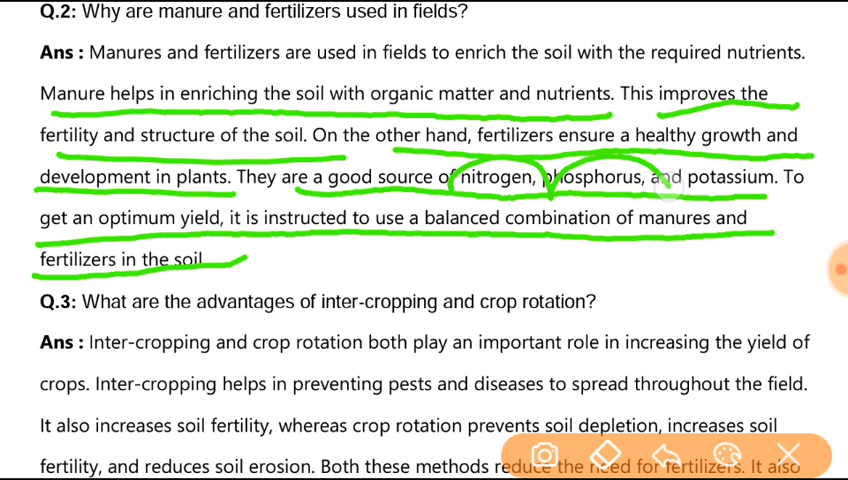 Q.2: Why are manure and fertilizers used in fields?
Ans : Manures and fertilizers are used in fields to enrich the soil with the required nutrients.
Manure helps in enriching the soil with organic matter and nutrients. This improves the
fertility and structure of the soil. On the other hand, fertilizers ensure a healthy growth and
development in plants. They are a good source of nitrogen, phosphorus, and potassium. To
get an optimum yield, it is instructed to use a balanced combination of manures and
fertilizers in the soil
Q.3: What are the advantages of inter-cropping and crop rotation?
Ans : Inter-cropping and crop rotation both play an important role in increasing the yield of
crops. Inter-cropping helps in preventing pests and diseases to spread throughout the field.
It also increases soil fertility, whereas crop rotation prevents soil depletion, increases soil
fertility, and reduces soil erosion. Both these methods reduce the need for fertilizers. It also